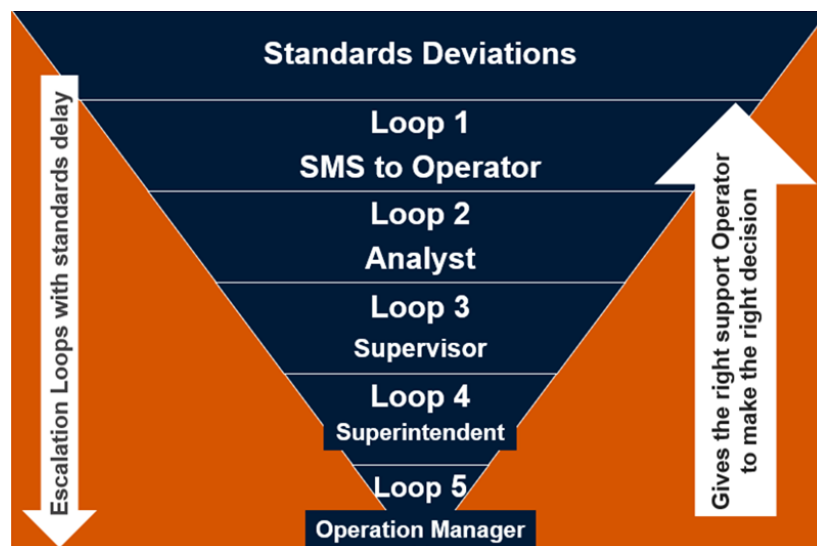 Standards Deviations
Loop 1
SMS to Operator
Loop 2
Analyst
Loop 3
Supervisor
Loop 4
Superintendent
Loop 5
Operation Manager
Escalation Loops with standards delay
Gives the right support Operator
to make the right decision